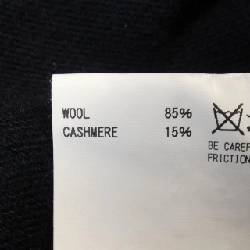 WOOL 85%
CASHMERE 15%
BE CAREF
FRICTION